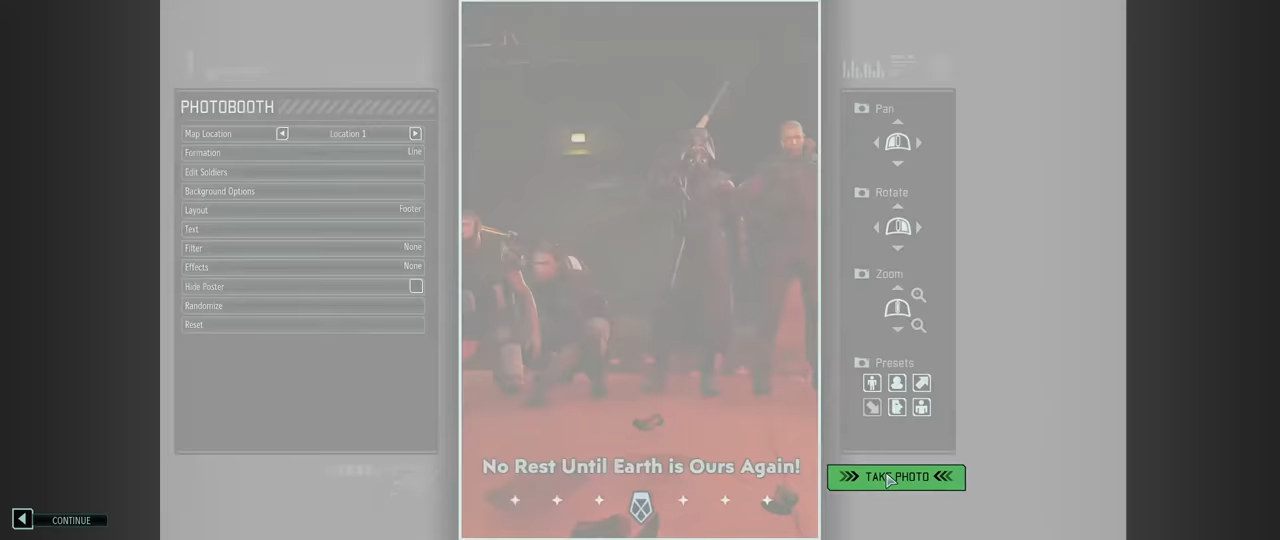 PHOTOBOOTH
Map Location Location 1
Formation Line
Edit Soldiers
Background Options
Layout Footer
Text
Filter None
Effects None
Hide Poster
Randomize
Reset
No Rest Until Earth is Ours Again!
Pan
Rotate
Zoom
Presets
TAKE PHOTO
CONTINUE